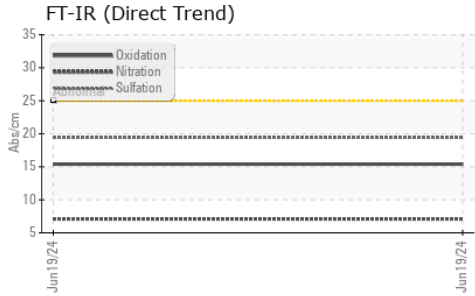 FT-IR (Direct Trend)
35
30
25
20
15
10
5
Abs/cm
Oxidation
Nitration
Sulfation
Abnormal
Jun19/24
Jun19/24